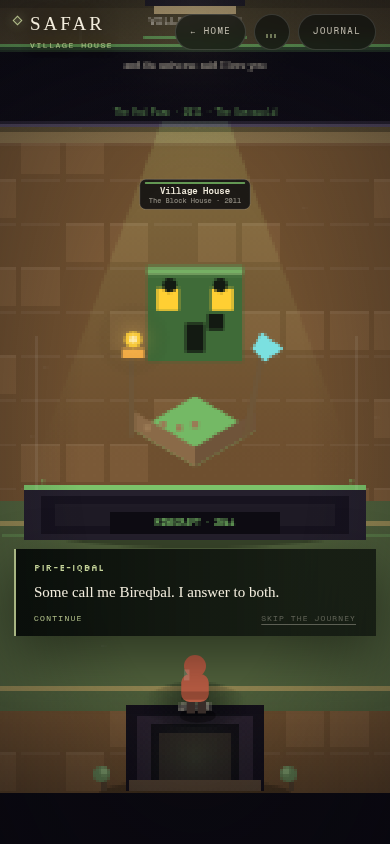 SAFAR
VILLAGE HOUSE
← HOME
JOURNAL
Village House
The Block House · 2011
PIR-E-IQBAL
Some call me Bireqbal. I answer to both.
CONTINUE
SKIP THE JOURNEY